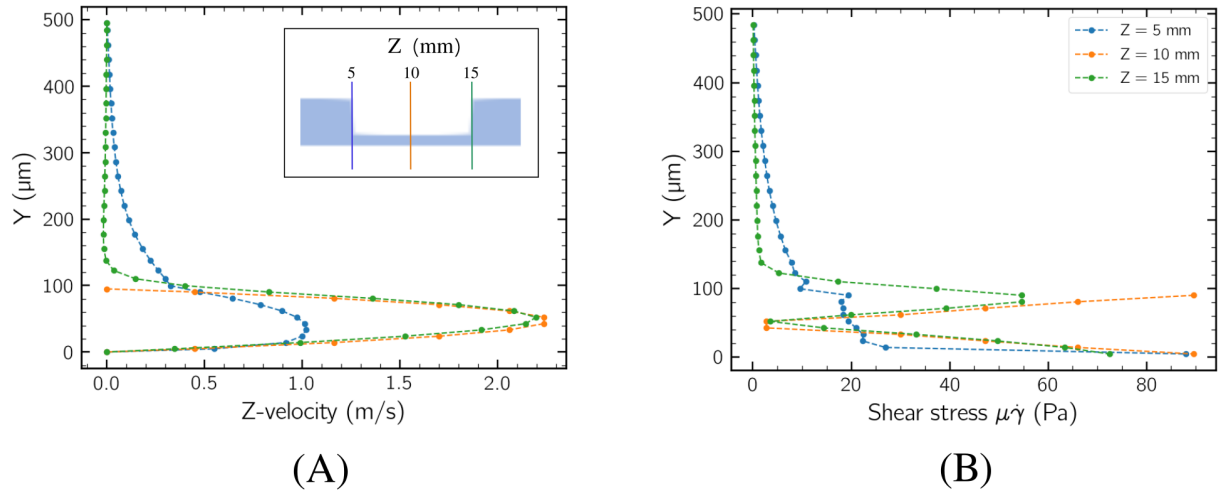 500
400
300
200
100
0
Y (μm)
0.0 0.5 1.0 1.5 2.0
Z-velocity (m/s)
Z (mm)
5 10 15
(A)
500
400
300
200
100
0
Y (μm)
0 20 40 60 80
Shear stress μγ̇ (Pa)
Z = 5 mm
Z = 10 mm
Z = 15 mm
(B)